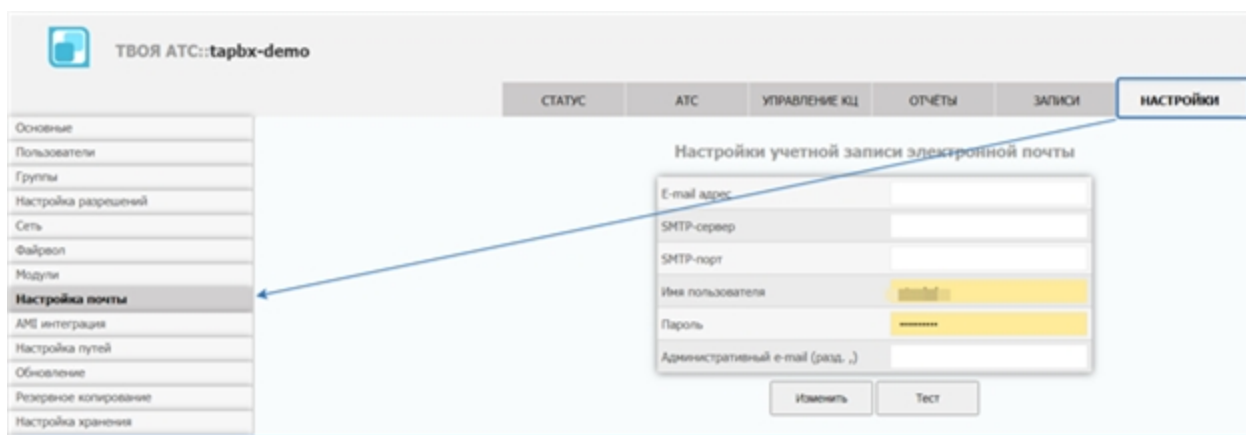 ТВОЯ АТС::tapbx-demo
СТАТУС АТС УПРАВЛЕНИЕ КЦ ОТЧЁТЫ ЗАПИСИ НАСТРОЙКИ
Основные
Пользователи
Группы
Настройка разрешений
Сеть
Файрвол
Модули
Настройка почты
AMI интеграция
Настройка путей
Обновление
Резервное копирование
Настройка хранения
Настройки учетной записи электронной почты
E-mail адрес
SMTP-сервер
SMTP-порт
Имя пользователя
Пароль
Административный e-mail (разд. ,)
Изменить Тест